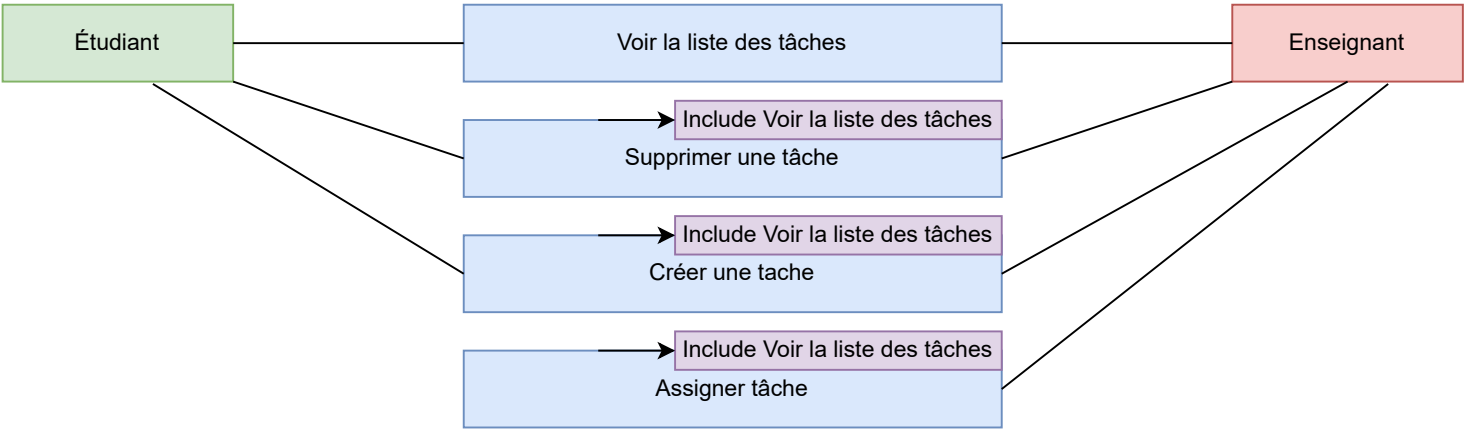 Étudiant
Voir la liste des tâches
Enseignant
Include Voir la liste des tâches
Supprimer une tâche
Include Voir la liste des tâches
Créer une tache
Include Voir la liste des tâches
Assigner tâche